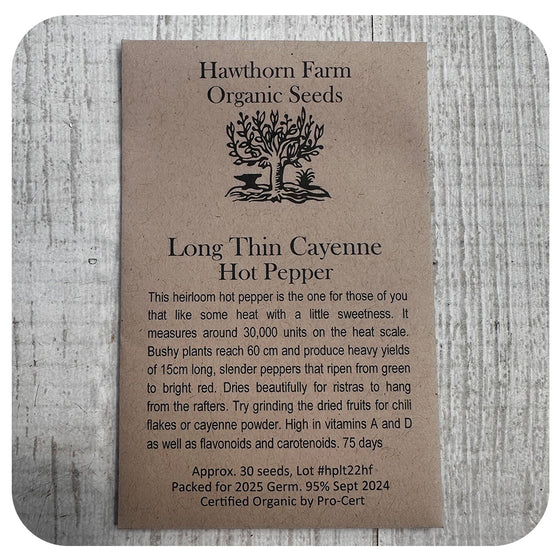 Hawthorn Farm
Organic Seeds
Long Thin Cayenne
Hot Pepper
This heirloom hot pepper is the one for those of you
that like some heat with a little sweetness. It
measures around 30,000 units on the heat scale.
Bushy plants reach 60 cm and produce heavy yields
of 15cm long, slender peppers that ripen from green
to bright red. Dries beautifully for ristras to hang
from the rafters. Try grinding the dried fruits for chili
flakes or cayenne powder. High in vitamins A and D
as well as flavonoids and carotenoids. 75 days
Approx. 30 seeds, Lot #hplt22hf
Packed for 2025 Germ. 95% Sept 2024
Certified Organic by Pro-Cert